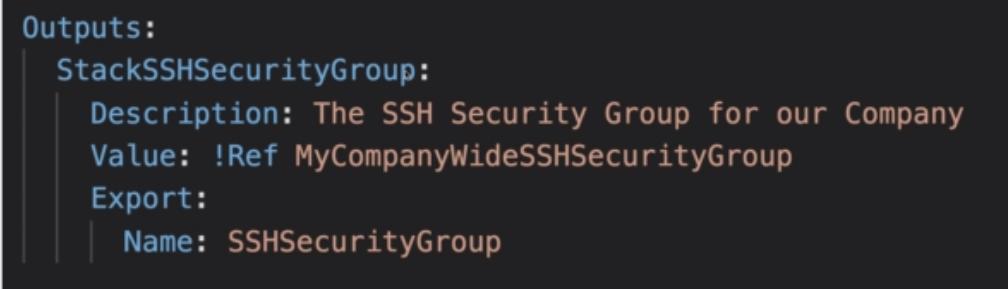 Outputs:
StackSSHSecurityGroup:
Description: The SSH Security Group for our Company
Value: !Ref MyCompanyWideSSHSecurityGroup
Export:
Name: SSHSecurityGroup